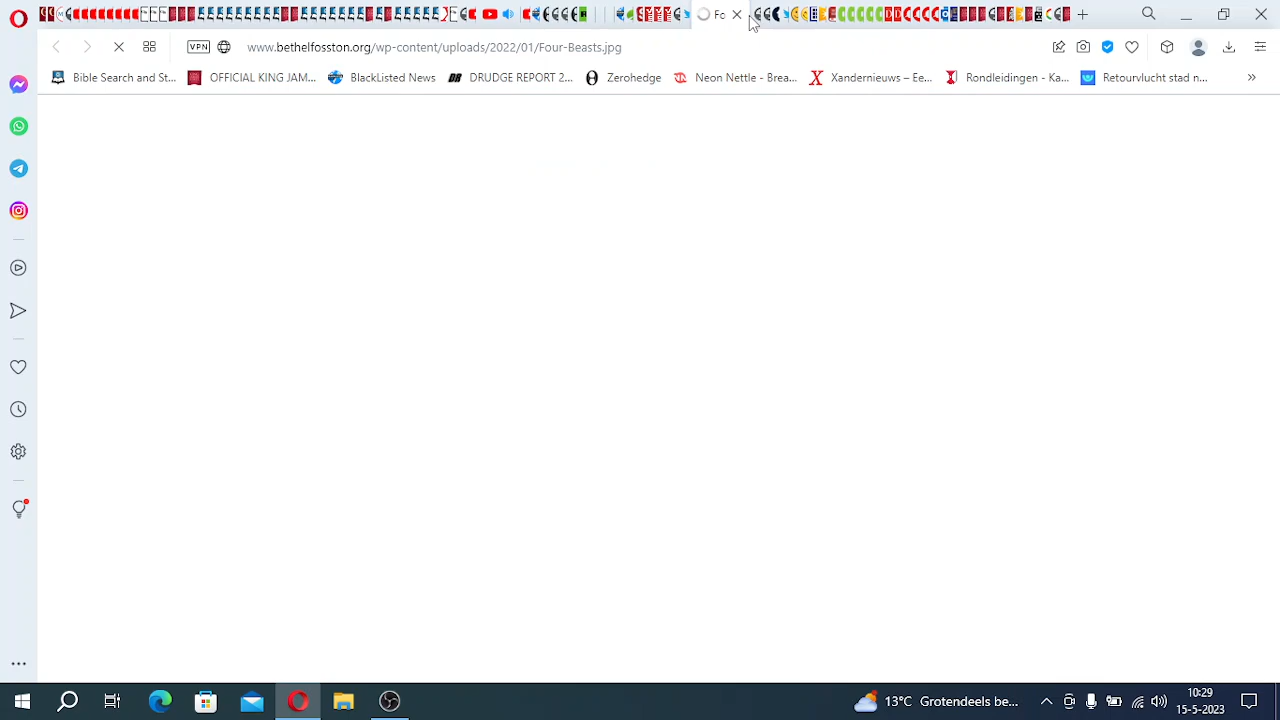 Fo
VPN
www.bethelfosston.org/wp-content/uploads/2022/01/Four-Beasts.jpg
Bible Search and St...
OFFICIAL KING JAM...
BlackListed News
DRUDGE REPORT 2...
Zerohedge
Neon Nettle - Brea...
Xandernieuws – Ee...
Rondleidingen - Ka...
Retourvlucht stad n...
13°C Grotendeels be...
10:29
15-5-2023